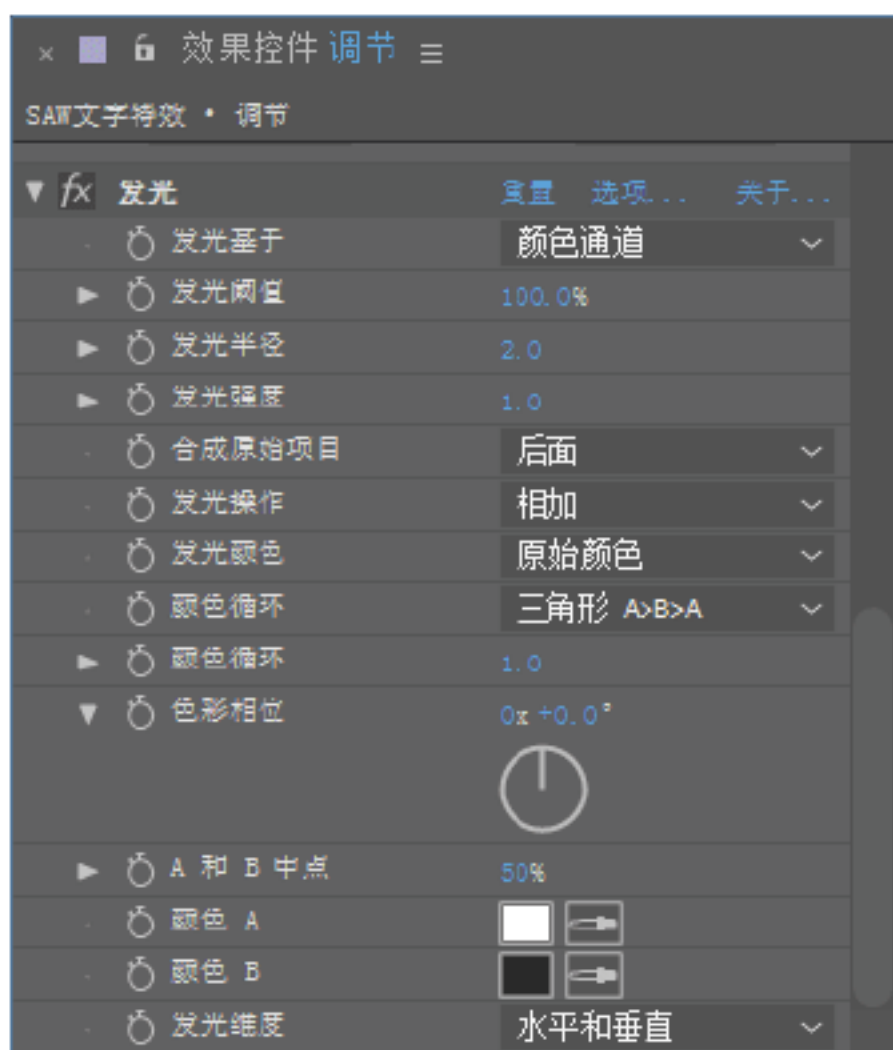 × 效果控件 调节 ≡
SAW文字特效 • 调节
fx 发光 重置 选项... 关于...
发光基于 颜色通道
发光阈值 100.0%
发光半径 2.0
发光强度 1.0
合成原始项目 后面
发光操作 相加
发光颜色 原始颜色
颜色循环 三角形 A>B>A
颜色循环 1.0
色彩相位 0x +0.0°
A 和 B 中点 50%
颜色 A
颜色 B
发光维度 水平和垂直